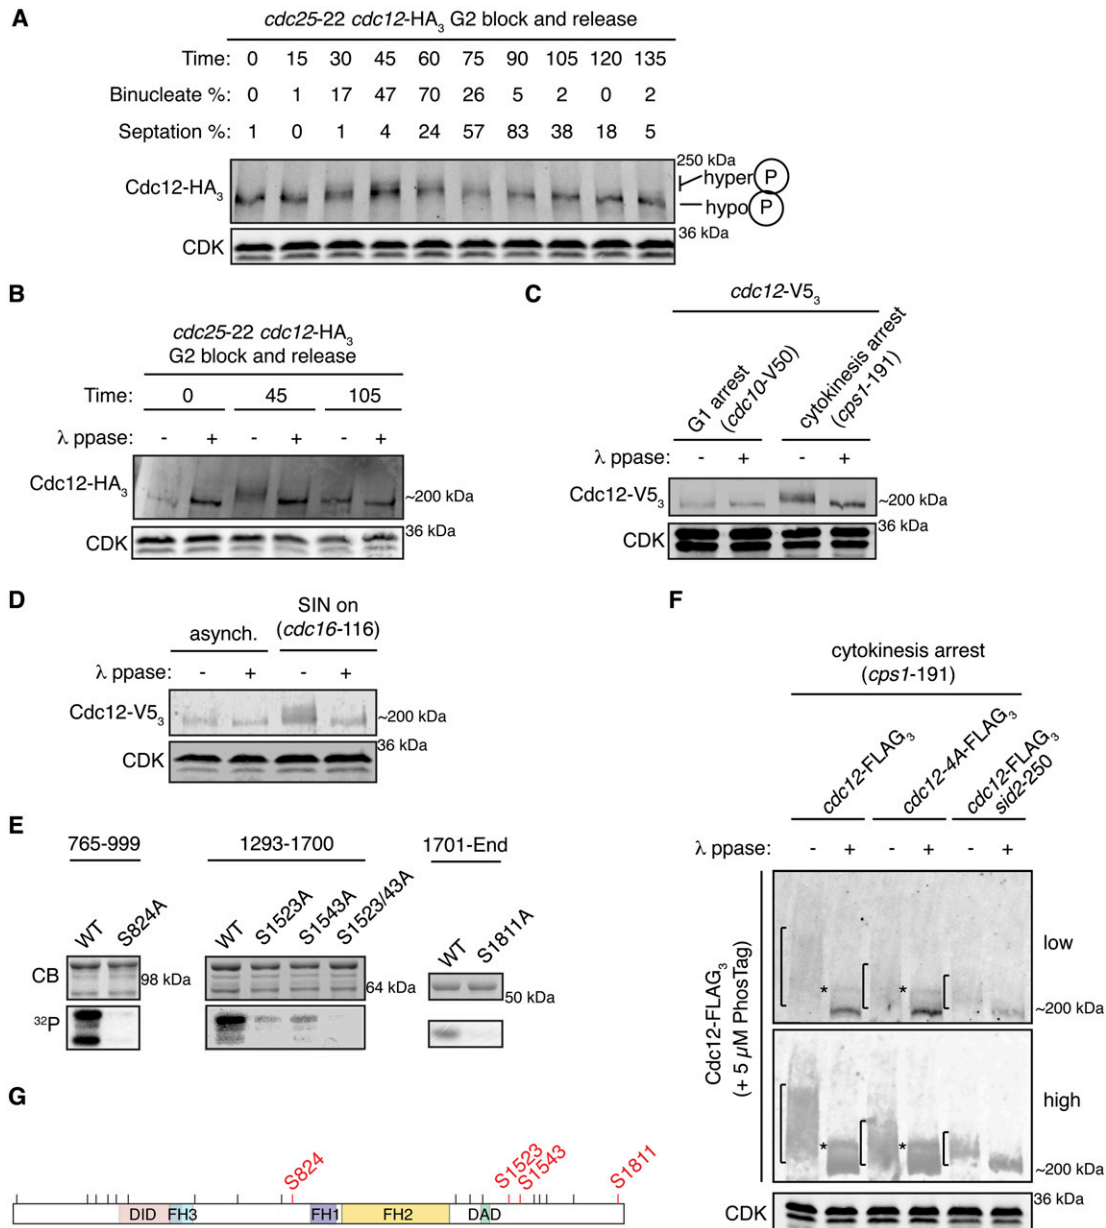 A
cdc25-22 cdc12-HA3 G2 block and release
Time: 0 15 30 45 60 75 90 105 120 135
Binucleate %: 0 1 17 47 70 26 5 2 0 2
Septation %: 1 0 1 4 24 57 83 38 18 5
250 kDa
Cdc12-HA3
hyper P
hypo P
36 kDa
CDK
B
cdc25-22 cdc12-HA3
G2 block and release
Time: 0 45 105
λ ppase: - + - + - +
Cdc12-HA3
~200 kDa
36 kDa
CDK
C
cdc12-V53
G1 arrest
(cdc10-V50)
cytokinesis arrest
(cps1-191)
λ ppase: - + - +
Cdc12-V53
~200 kDa
36 kDa
CDK
D
asynch.
SIN on
(cdc16-116)
λ ppase: - + - +
Cdc12-V53
~200 kDa
36 kDa
CDK
E
765-999 1293-1700 1701-End
WT S824A
WT S1523A S1543A S1523/43A
WT S1811A
CB
98 kDa
64 kDa
50 kDa
32P
F
cytokinesis arrest
(cps1-191)
cdc12-FLAG3
cdc12-4A-FLAG3
cdc12-FLAG3
sid2-250
λ ppase: - + - + - +
Cdc12-FLAG3
(+ 5 µM PhosTag)
* *
low
~200 kDa
* *
high
~200 kDa
36 kDa
CDK
G
S824 S1523 S1543 S1811
DID FH3 FH1 FH2 DAD